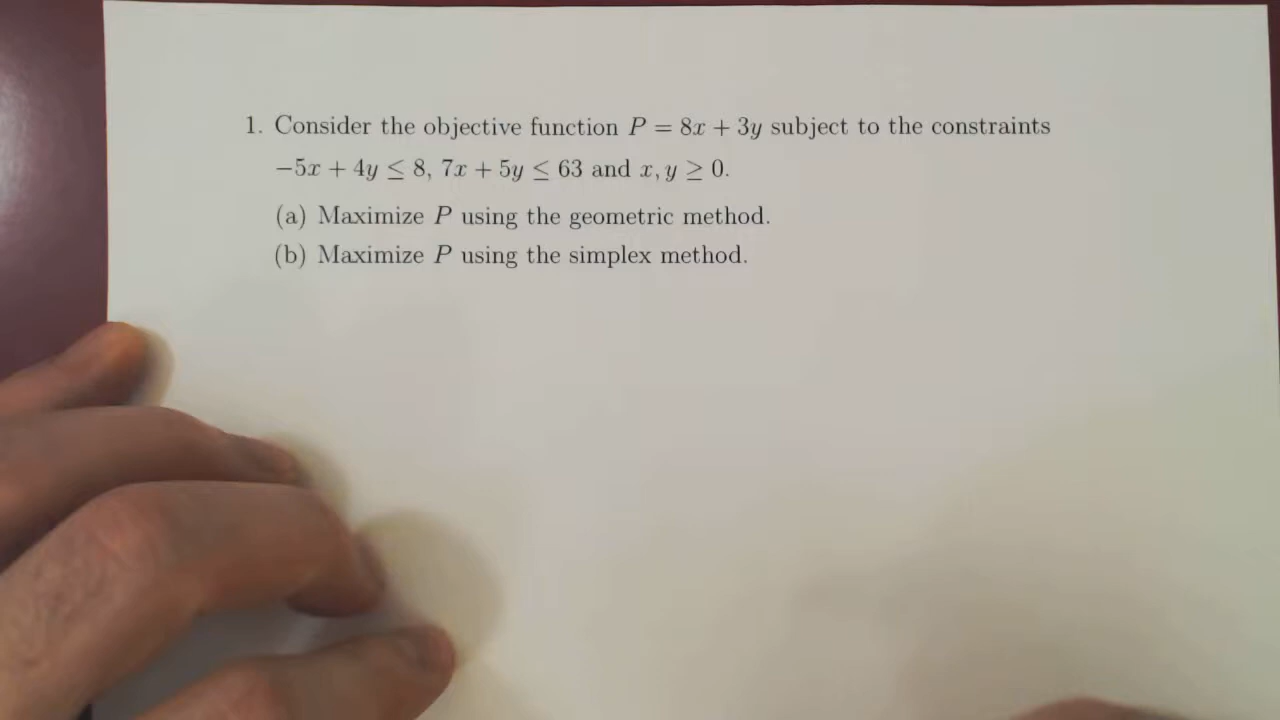 1. Consider the objective function P = 8x + 3y subject to the constraints
−5x + 4y ≤ 8, 7x + 5y ≤ 63 and x, y ≥ 0.
(a) Maximize P using the geometric method.
(b) Maximize P using the simplex method.